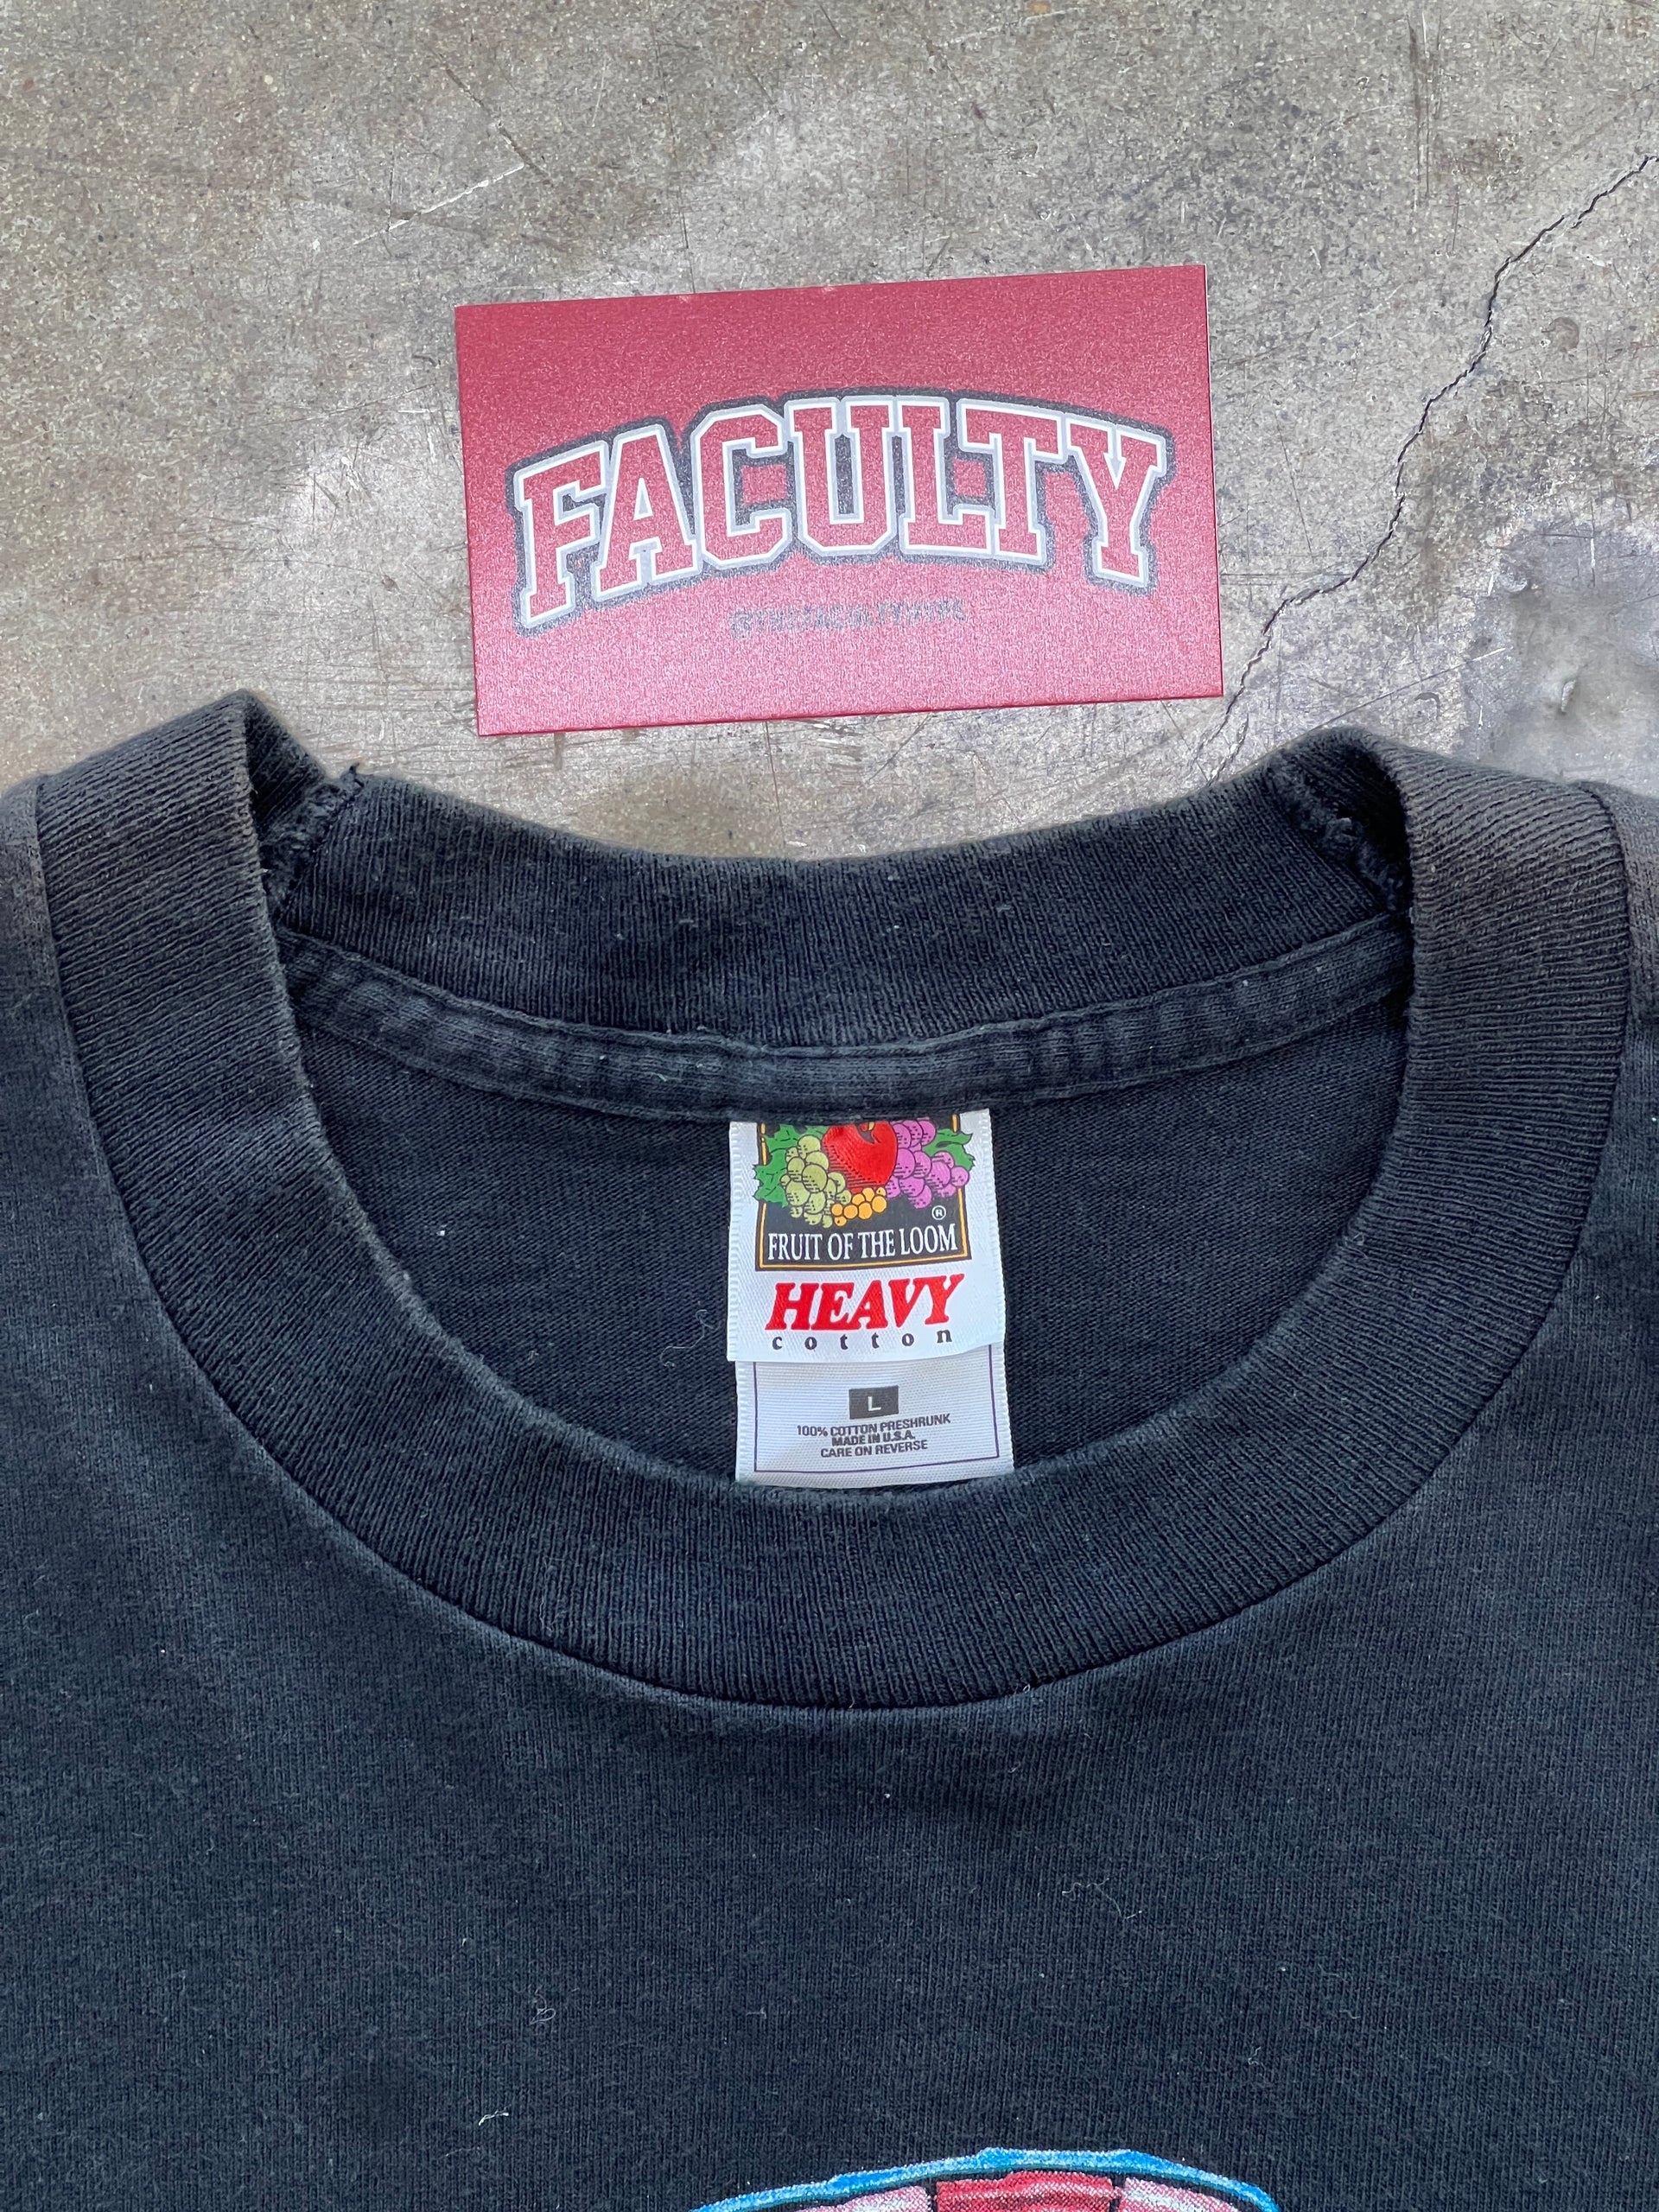 FACULTY
FRUIT OF THE LOOM
®
HEAVY
cotton
L
100% COTTON PRESHRUNK
MADE IN U.S.A.
CARE ON REVERSE